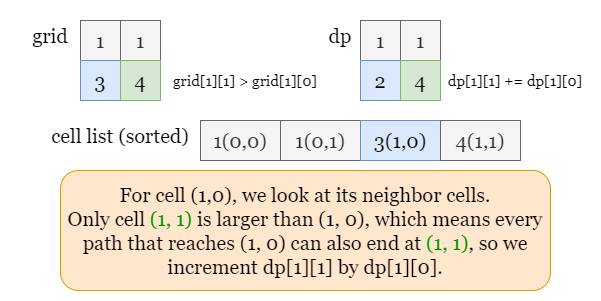 grid
1 1
3 4
grid[1][1] > grid[1][0]
dp
1 1
2 4
dp[1][1] += dp[1][0]
cell list (sorted)
1(0,0) 1(0,1) 3(1,0) 4(1,1)
For cell (1,0), we look at its neighbor cells.
Only cell (1, 1) is larger than (1, 0), which means every
path that reaches (1, 0) can also end at (1, 1), so we
increment dp[1][1] by dp[1][0].